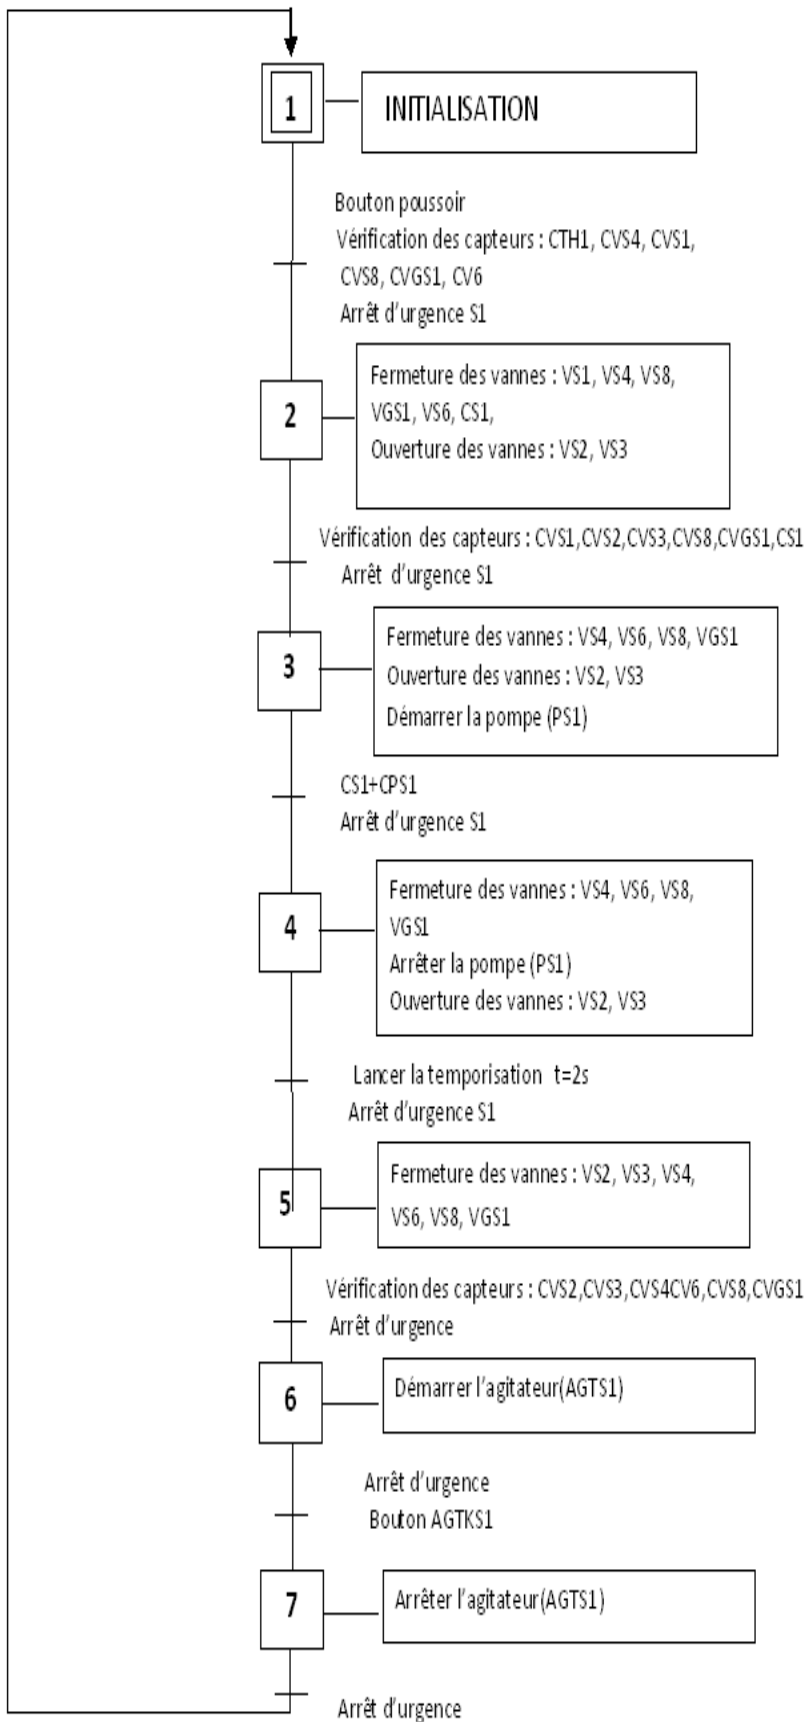 1
INITIALISATION
Bouton poussoir
Vérification des capteurs : CTH1, CVS4, CVS1,
CVS8, CVGS1, CV6
Arrêt d'urgence S1
2
Fermeture des vannes : VS1, VS4, VS8,
VGS1, VS6, CS1,
Ouverture des vannes : VS2, VS3
Vérification des capteurs : CVS1,CVS2,CVS3,CVS8,CVGS1,CS1
Arrêt d'urgence S1
3
Fermeture des vannes : VS4, VS6, VS8, VGS1
Ouverture des vannes : VS2, VS3
Démarrer la pompe (PS1)
CS1+CPS1
Arrêt d'urgence S1
4
Fermeture des vannes : VS4, VS6, VS8,
VGS1
Arrêter la pompe (PS1)
Ouverture des vannes : VS2, VS3
Lancer la temporisation t=2s
Arrêt d'urgence S1
5
Fermeture des vannes : VS2, VS3, VS4,
VS6, VS8, VGS1
Vérification des capteurs : CVS2,CVS3,CVS4CV6,CVS8,CVGS1
Arrêt d'urgence
6
Démarrer l'agitateur(AGTS1)
Arrêt d'urgence
Bouton AGTKS1
7
Arrêter l'agitateur(AGTS1)
Arrêt d'urgence